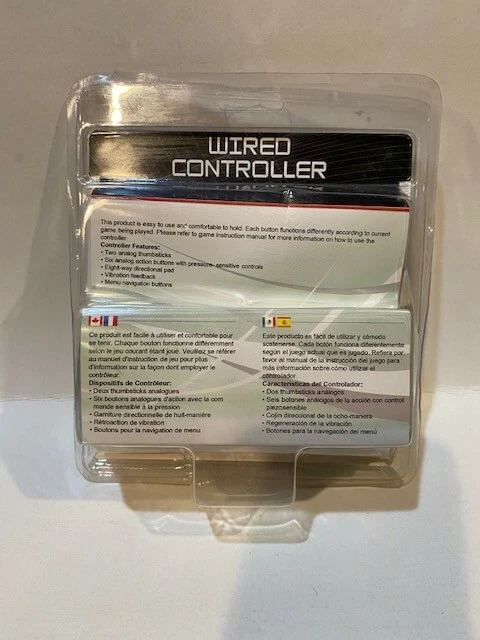 WIRED
CONTROLLER
This product is easy to use and comfortable to hold. Each button functions differently according to current
game being played. Please refer to game instruction manual for more information on how to use the
controller.
Controller Features:
• Two analog thumbsticks
• Six analog action buttons with pressure-sensitive controls
• Eight-way directional pad
• Vibration feedback
• Menu navigation buttons
Ce produit est facile à utiliser et confortable pour
se tenir. Chaque bouton fonctionne différemment
selon le jeu courant étant joué. Veuillez se référer
au manuel d'instruction de jeu pour plus
d'information sur la façon dont employer le
contrôleur.
Dispositifs de Contrôleur:
• Deux thumbsticks analogues
• Six boutons analogues d'action avec la com
mande sensible à la pression
• Garniture directionnelle de huit-manière
• Rétroaction de vibration
• Boutons pour la navigation de menu
Este producto es fácil de utilizar y cómodo
sostenerse. Cada botón funciona diferentemente
según el juego actual que es jugado. Refiera por
favor al manual de la instrucción del juego para
más información sobre cómo utilizar el
controlador.
Características del Controlador:
• Dos thumbsticks análogos
• Seis botones análogos de la acción con control
piezosensible
• Cojín direccional de la ocho-manera
• Regeneración de la vibración
• Botones para la navegación del menú